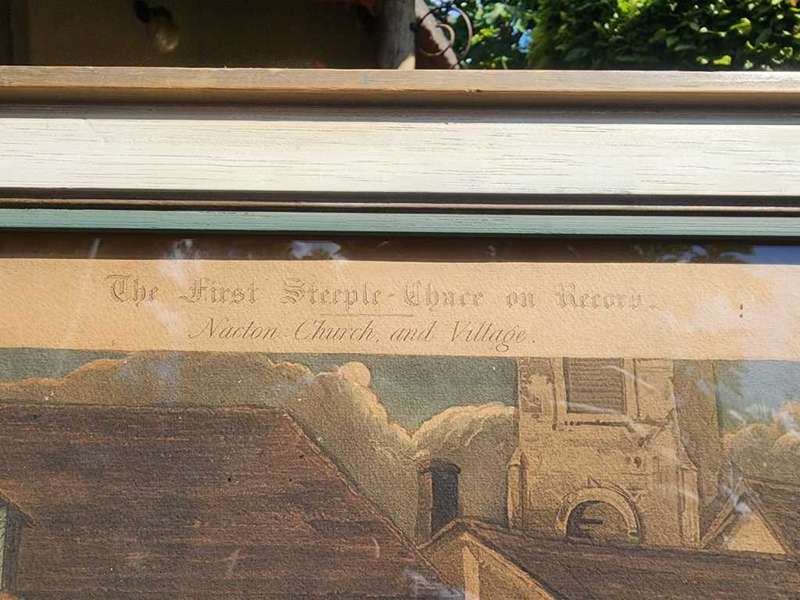 The First Steeple-Chace on Record.
Nacton Church, and Village.